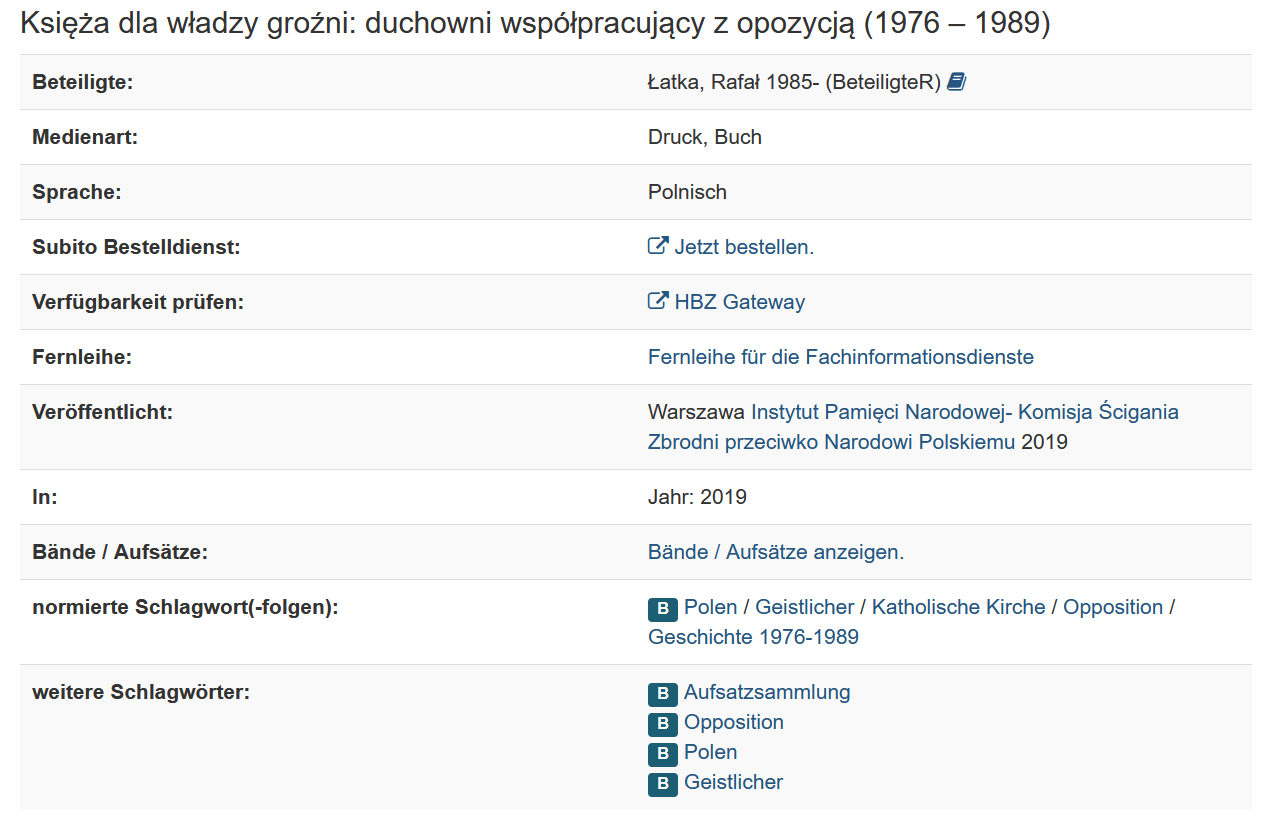 Księża dla władzy groźni: duchowni współpracujący z opozycją (1976 – 1989)
Beteiligte: Łatka, Rafał 1985- (BeteiligteR)
Medienart: Druck, Buch
Sprache: Polnisch
Subito Bestelldienst: Jetzt bestellen.
Verfügbarkeit prüfen: HBZ Gateway
Fernleihe: Fernleihe für die Fachinformationsdienste
Veröffentlicht: Warszawa Instytut Pamięci Narodowej- Komisja Ścigania
Zbrodni przeciwko Narodowi Polskiemu 2019
In: Jahr: 2019
Bände / Aufsätze: Bände / Aufsätze anzeigen.
normierte Schlagwort(-folgen): B Polen / Geistlicher / Katholische Kirche / Opposition /
Geschichte 1976-1989
weitere Schlagwörter: B Aufsatzsammlung
B Opposition
B Polen
B Geistlicher